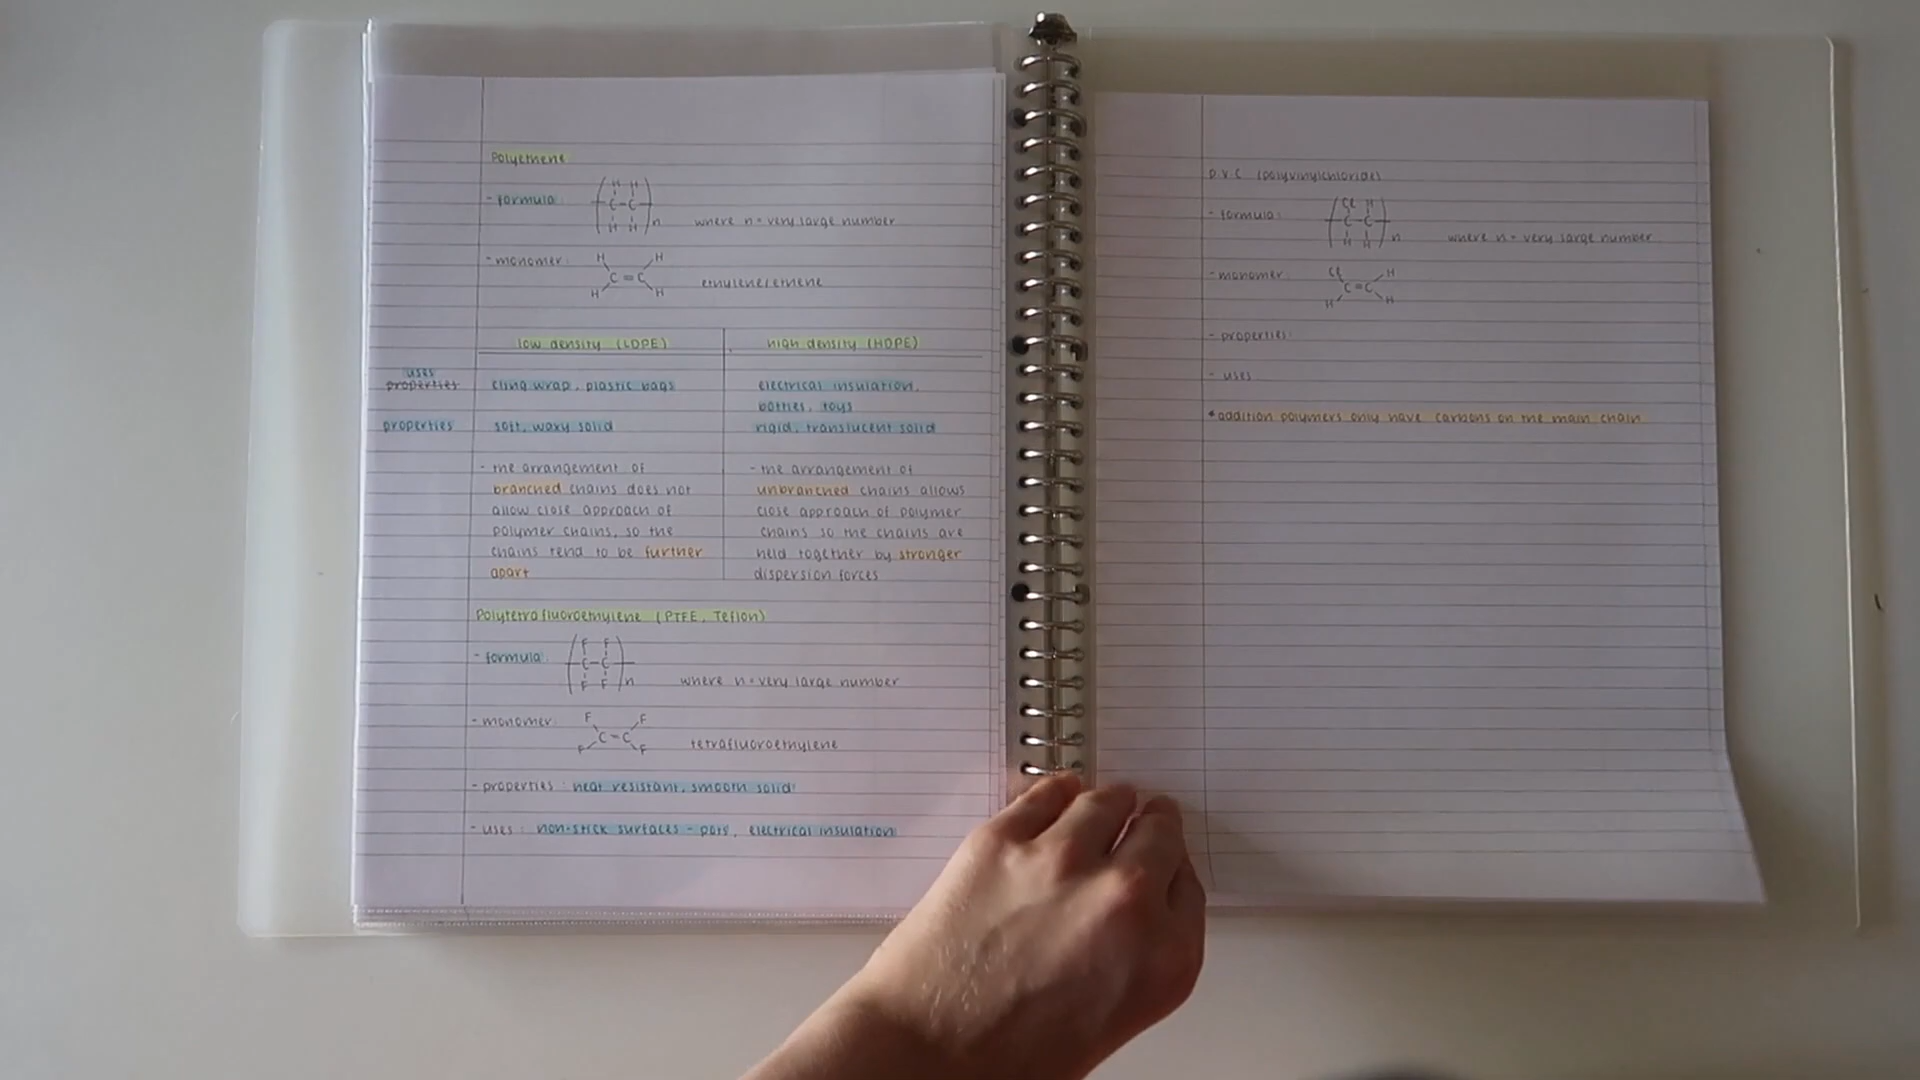 Polyethene
- formula: ( H H C-C H H )n where n = very large number
- monomer: H H C=C H H ethylene/ethene
low density (LDPE) high density (HDPE)
uses
properties cling wrap, plastic bags electrical insulation,
bottles, toys
properties soft, waxy solid rigid, translucent solid
- the arrangement of
branched chains does not
allow close approach of
polymer chains, so the
chains tend to be further
apart
- the arrangement of
unbranched chains allows
close approach of polymer
chains so the chains are
held together by stronger
dispersion forces
Polytetrafluoroethylene (PTFE, Teflon)
- formula: ( F F C-C F F )n where n = very large number
- monomer: F F C=C F F tetrafluoroethylene
- properties: heat resistant, smooth solid
- uses: non-stick surfaces - pots, electrical insulation
P.V.C (polyvinylchloride)
- formula: ( Cl H C-C H H )n where n = very large number
- monomer: Cl H C=C H H
- properties:
- uses
*addition polymers only have carbons on the main chain